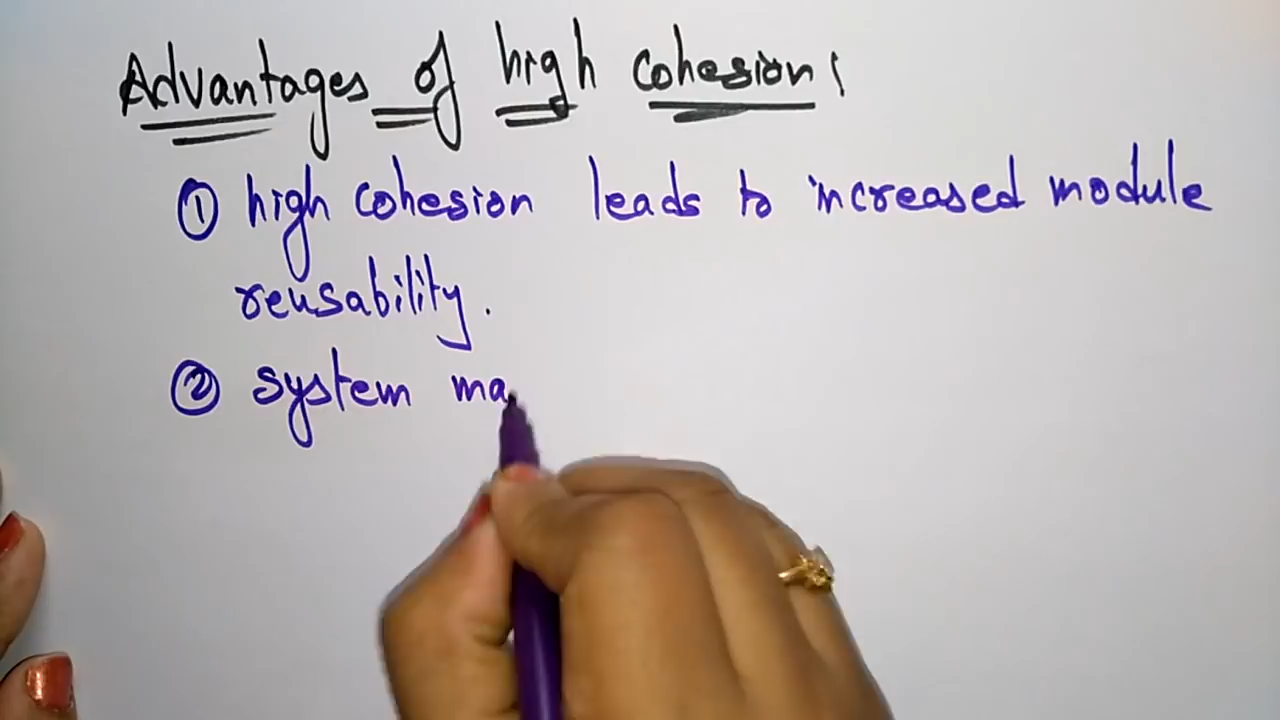 Advantages of high cohesion:
① high cohesion leads to increased module
reusability.
② system ma